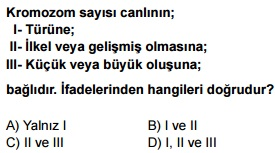 Kromozom sayısı canlının;
I- Türüne;
II- İlkel veya gelişmiş olmasına;
III- Küçük veya büyük oluşuna;
bağlıdır. İfadelerinden hangileri doğrudur?
A) Yalnız I B) I ve II
C) II ve III D) I, II ve III